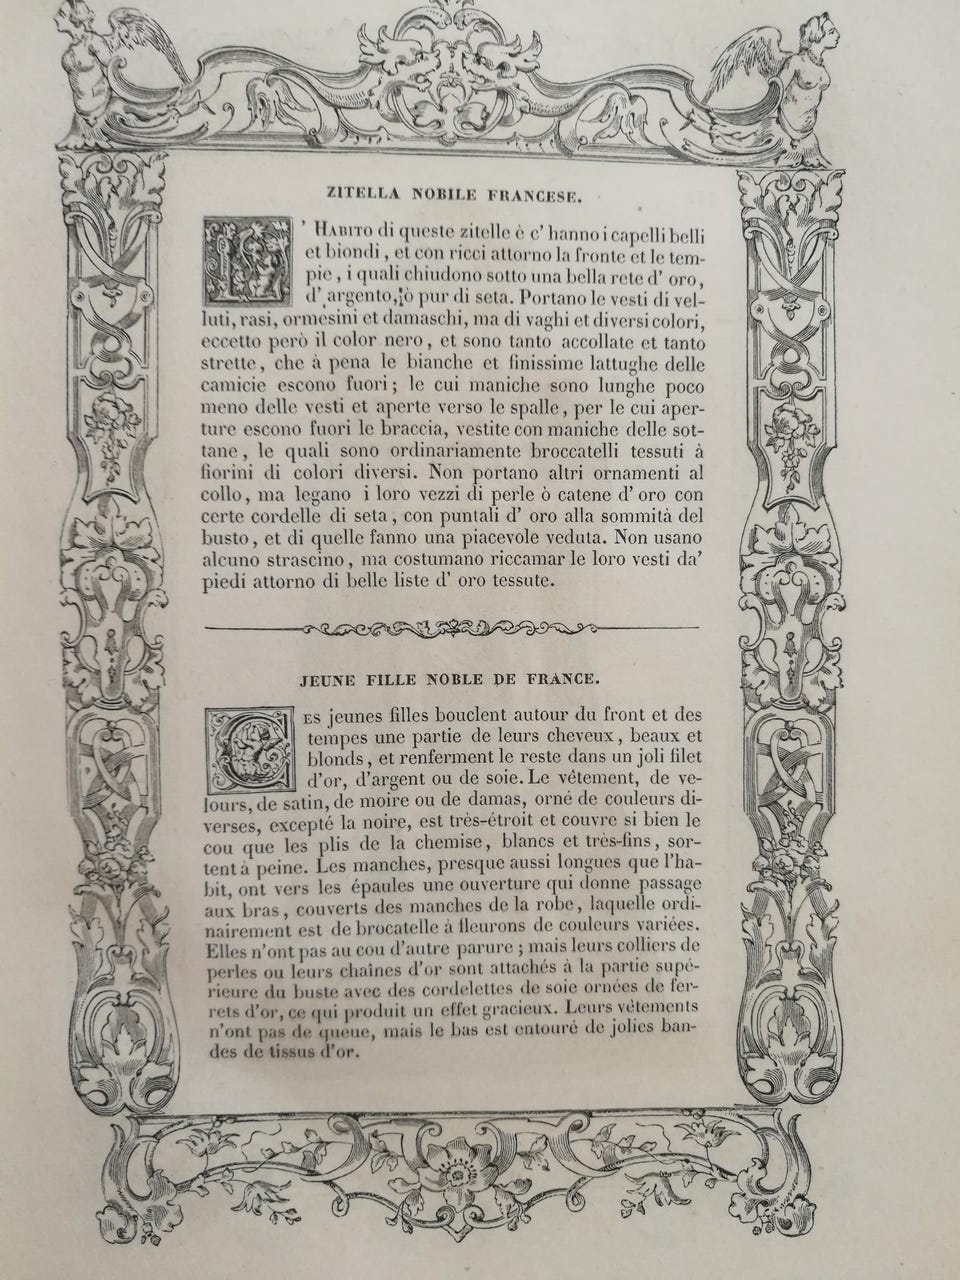 ZITELLA NOBILE FRANCESE.
L' HABITO di queste zitelle è c' hanno i capelli belli
et biondi, et con ricci attorno la fronte et le tem-
pie, i quali chiudono sotto una bella rete d' oro,
d' argento, ò pur di seta. Portano le vesti di vel-
luti, rasi, ormesini et damaschi, ma di vaghi et diversi colori,
eccetto però il color nero, et sono tanto accollate et tanto
strette, che à pena le bianche et finissime lattughe delle
camicie escono fuori; le cui maniche sono lunghe poco
meno delle vesti et aperte verso le spalle, per le cui aper-
ture escono fuori le braccia, vestite con maniche delle sot-
tane, le quali sono ordinariamente broccatelli tessuti à
fiorini di colori diversi. Non portano altri ornamenti al
collo, ma legano i loro vezzi di perle ò catene d' oro con
certe cordelle di seta, con puntali d' oro alla sommità del
busto, et di quelle fanno una piacevole veduta. Non usano
alcuno strascino, ma costumano riccamar le loro vesti da'
piedi attorno di belle liste d' oro tessute.
JEUNE FILLE NOBLE DE FRANCE.
CES jeunes filles bouclent autour du front et des
tempes une partie de leurs cheveux, beaux et
blonds, et renferment le reste dans un joli filet
d'or, d'argent ou de soie. Le vêtement, de ve-
lours, de satin, de moire ou de damas, orné de couleurs di-
verses, excepté la noire, est très-étroit et couvre si bien le
cou que les plis de la chemise, blancs et très-fins, sor-
tent à peine. Les manches, presque aussi longues que l'ha-
bit, ont vers les épaules une ouverture qui donne passage
aux bras, couverts des manches de la robe, laquelle ordi-
nairement est de brocatelle à fleurons de couleurs variées.
Elles n'ont pas au cou d'autre parure; mais leurs colliers de
perles ou leurs chaînes d'or sont attachés à la partie supé-
rieure du buste avec des cordelettes de soie ornées de fer-
rets d'or, ce qui produit un effet gracieux. Leurs vêtements
n'ont pas de queue, mais le bas est entouré de jolies ban-
des de tissus d'or.